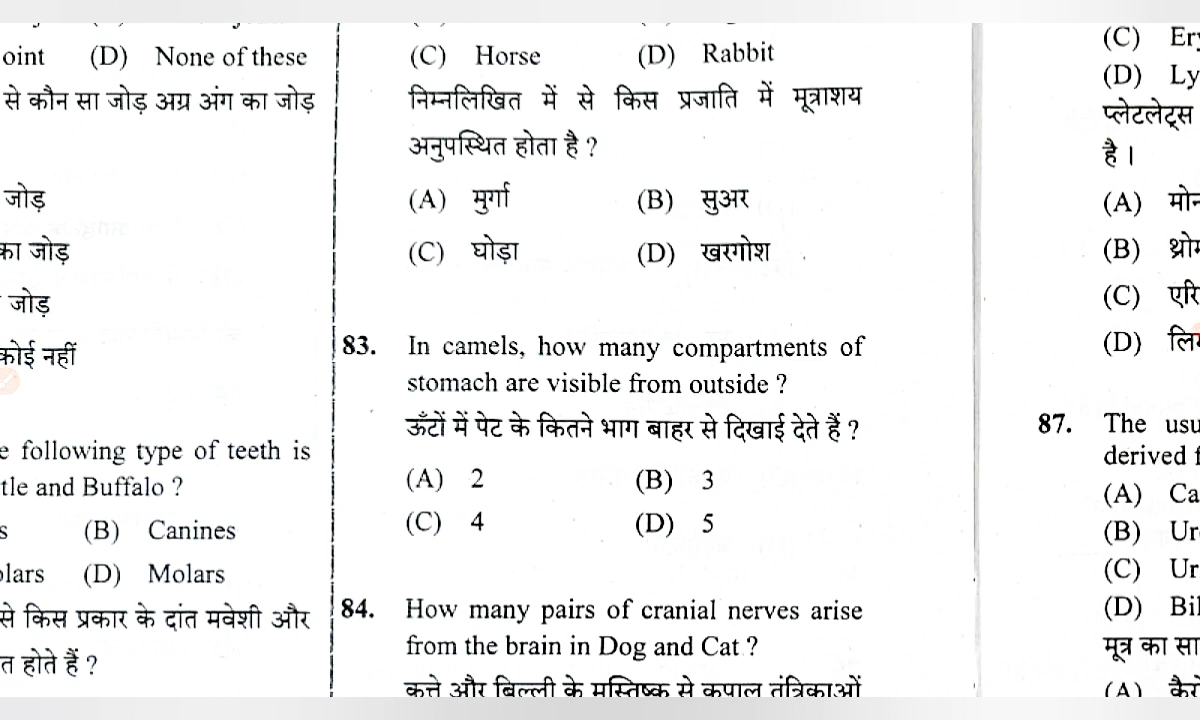 oint (D) None of these
से कौन सा जोड़ अग्र अंग का जोड़
जोड़
का जोड़
जोड़
कोई नहीं
following type of teeth is
tle and Buffalo ?
(B) Canines
(D) Molars
से किस प्रकार के दांत मवेशी और
होते हैं ?
(C) Horse (D) Rabbit
निम्नलिखित में से किस प्रजाति में मूत्राशय
अनुपस्थित होता है ?
(A) मुर्गा (B) सुअर
(C) घोड़ा (D) खरगोश
83. In camels, how many compartments of
stomach are visible from outside ?
ऊँटों में पेट के कितने भाग बाहर से दिखाई देते हैं ?
(A) 2 (B) 3
(C) 4 (D) 5
84. How many pairs of cranial nerves arise
from the brain in Dog and Cat ?
कुत्ते और बिल्ली के मस्तिष्क से कपाल तंत्रिकाओं
(C)
(D) Ly
प्लेटलेट्स
है ।
(A)
(B)
(C)
(D)
87. The usu
derived
(A) Ca
(B) Ur
(C) Ur
(D) Bil
मूत्र का सा
(A)